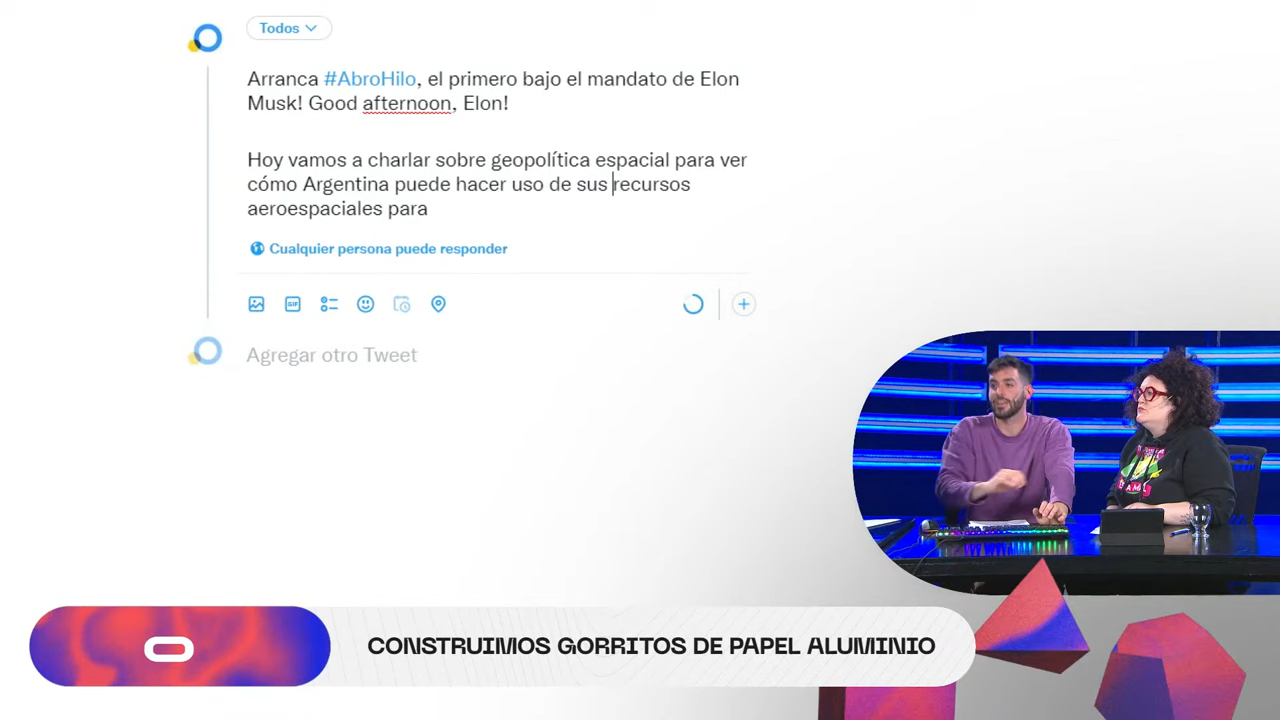 Todos
Arranca #AbroHilo, el primero bajo el mandato de Elon
Musk! Good afternoon, Elon!
Hoy vamos a charlar sobre geopolítica espacial para ver
cómo Argentina puede hacer uso de sus recursos
aeroespaciales para
Cualquier persona puede responder
GIF
Agregar otro Tweet
CONSTRUIMOS GORRITOS DE PAPEL ALUMINIO